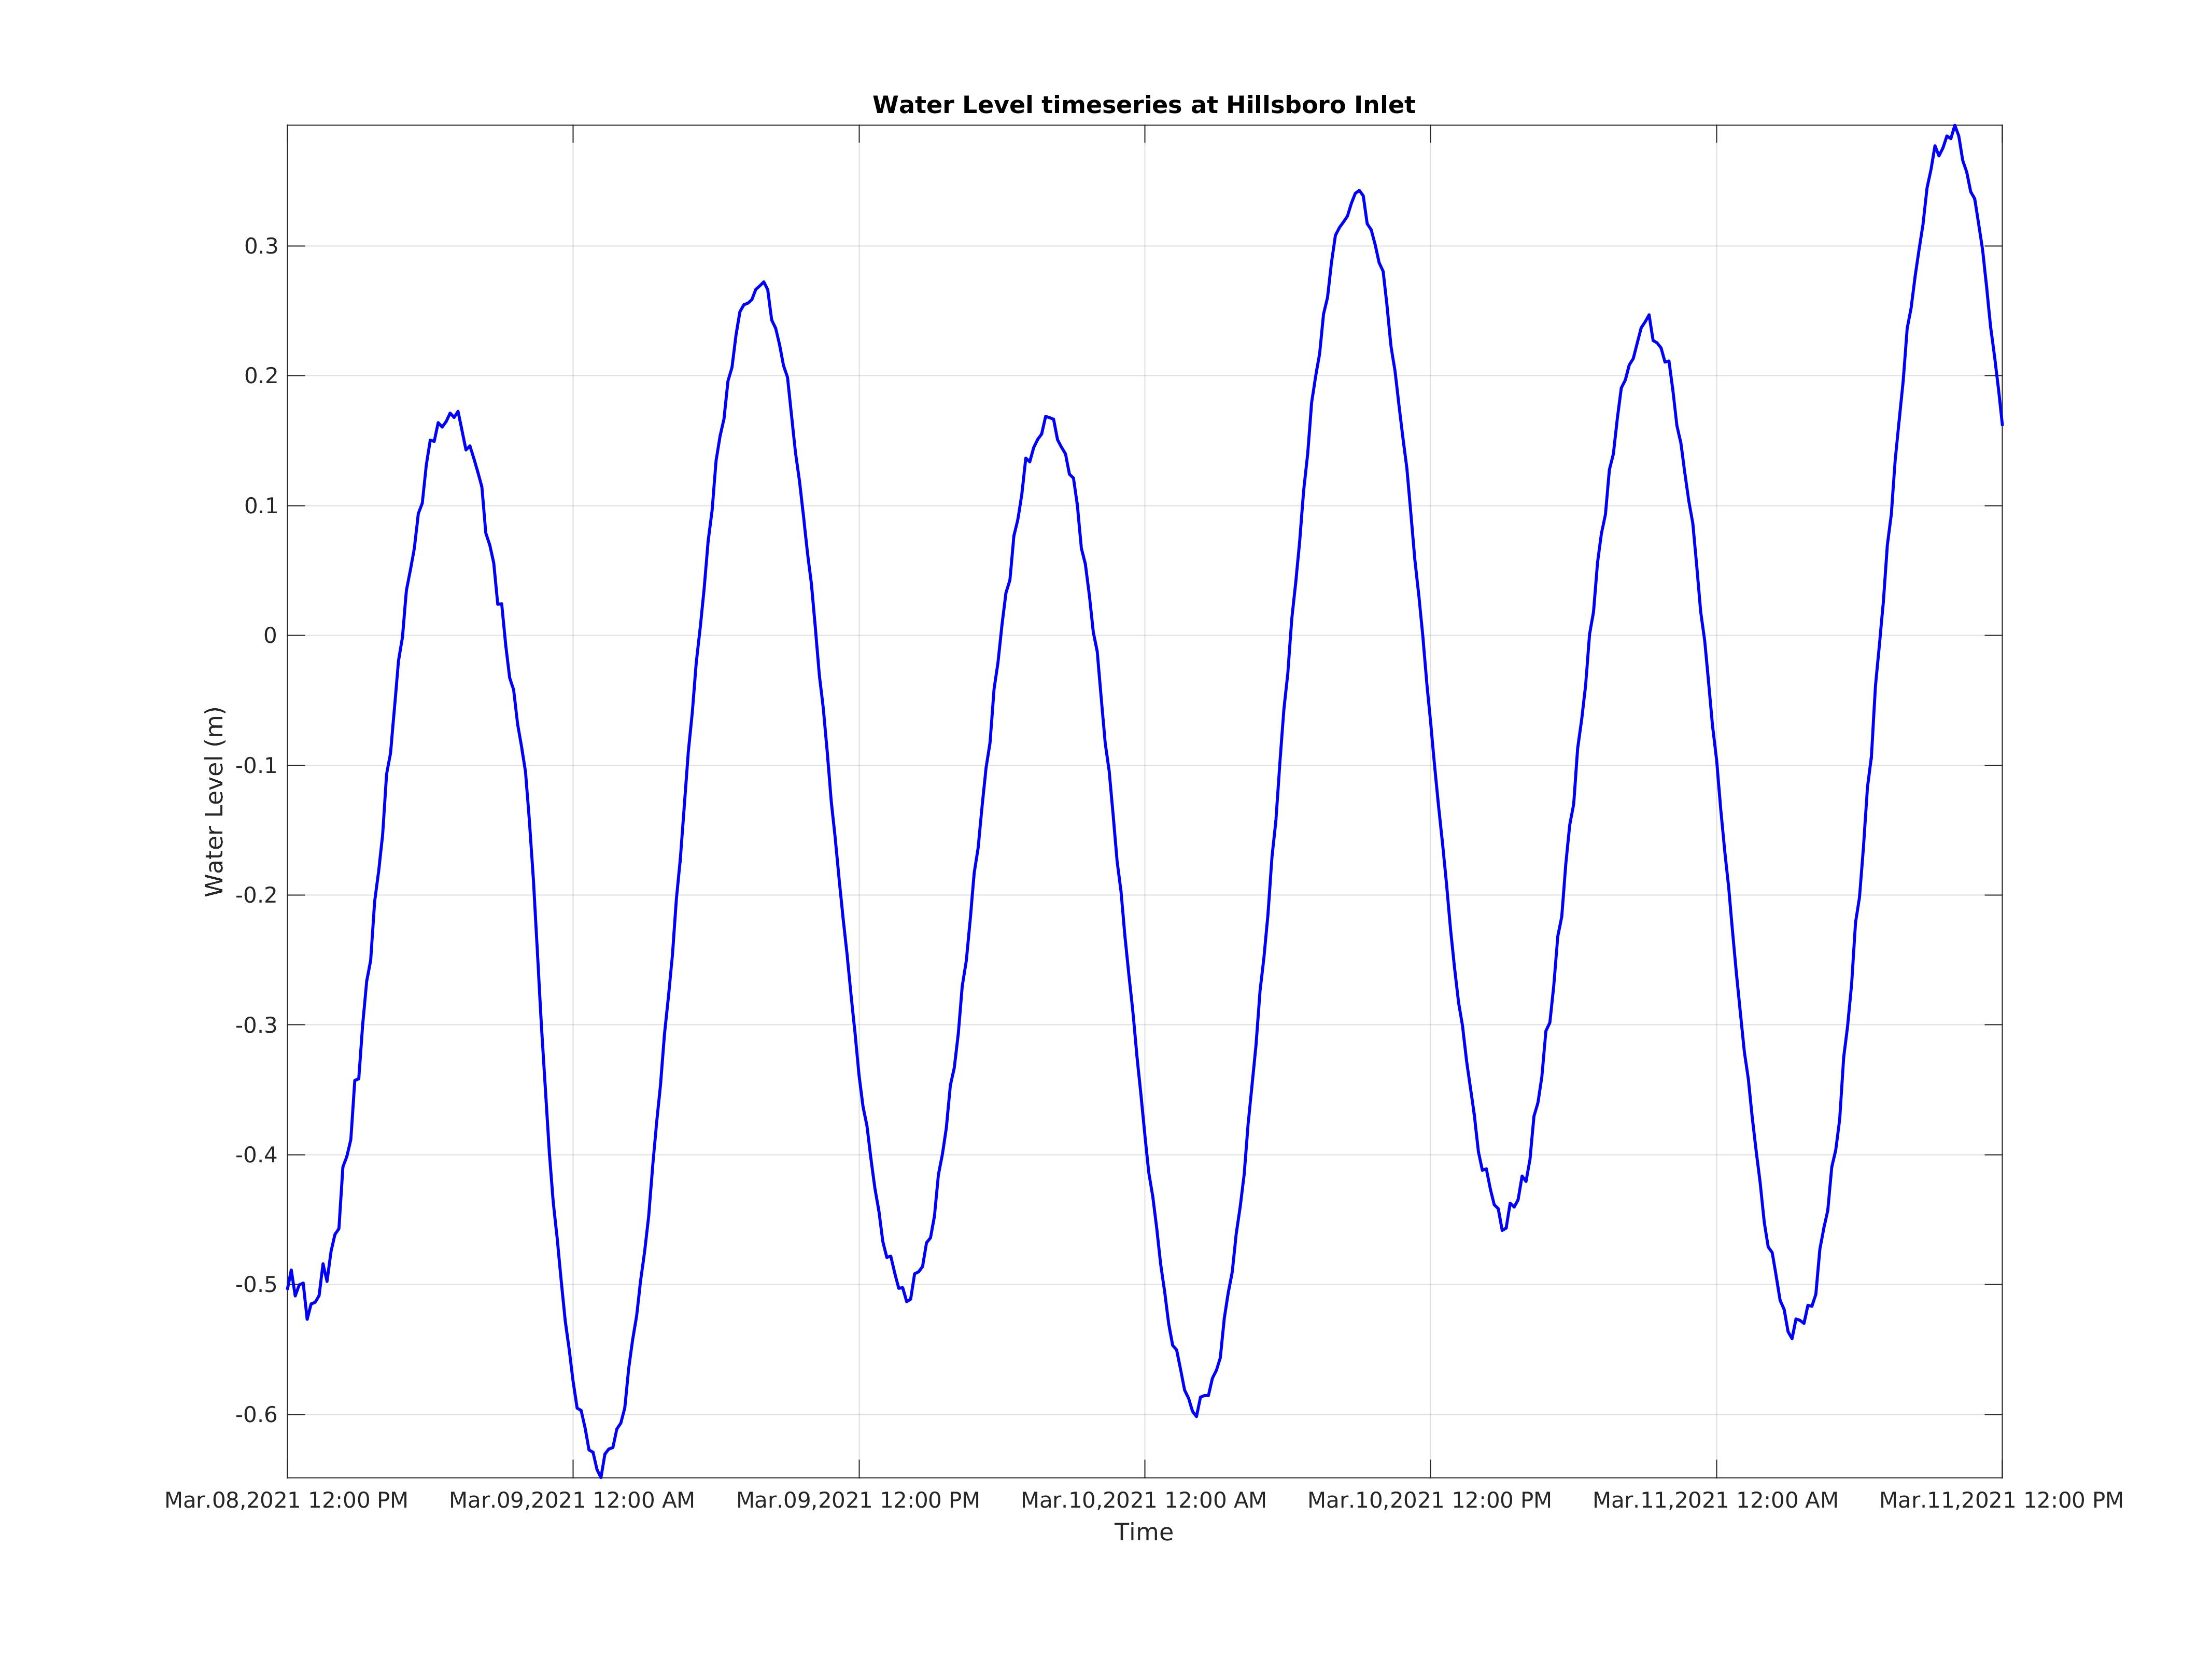 Water Level timeseries at Hillsboro Inlet
0.3
0.2
0.1
0
-0.1
-0.2
-0.3
-0.4
-0.5
-0.6
Water Level (m)
Mar.08,2021 12:00 PM
Mar.09,2021 12:00 AM
Mar.09,2021 12:00 PM
Mar.10,2021 12:00 AM
Mar.10,2021 12:00 PM
Mar.11,2021 12:00 AM
Mar.11,2021 12:00 PM
Time